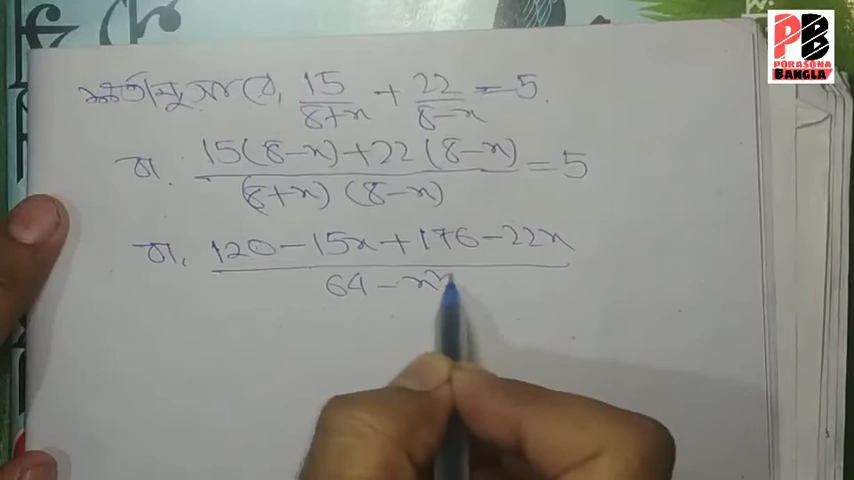 PB
PORASONA
BANGLA
শর্তানুসারে, 15/(8+x) + 22/(8-x) = 5.
বা. (15(8-x)+22(8-x))/((8+x)(8-x)) = 5
বা. (120-15x+176-22x)/(64-x²)